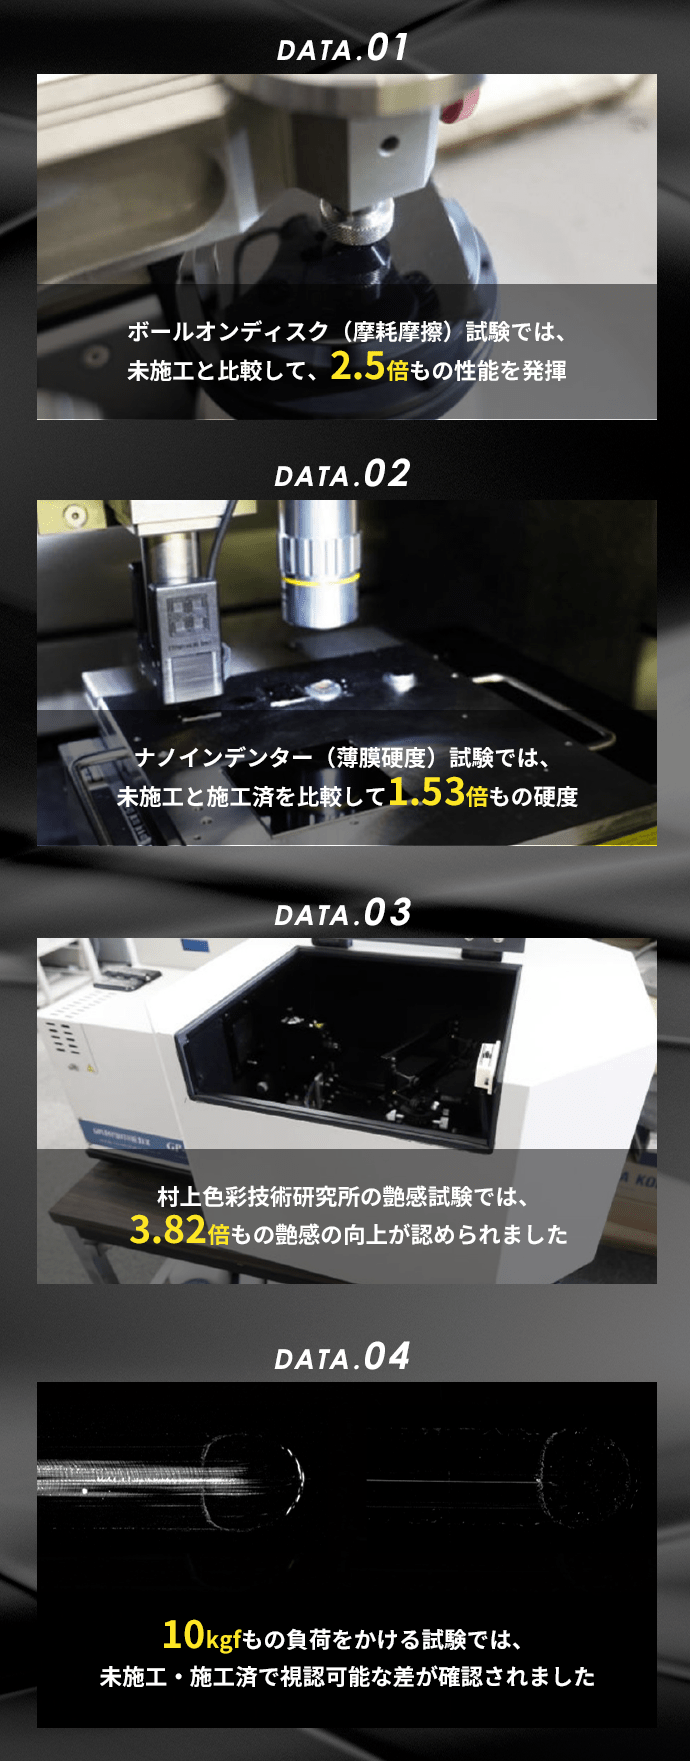 DATA.01
ボールオンディスク（摩耗摩擦）試験では、
未施工と比較して、2.5倍もの性能を発揮
DATA.02
ナノインデンター（薄膜硬度）試験では、
未施工と施工済を比較して1.53倍もの硬度
DATA.03
村上色彩技術研究所の艶感試験では、
3.82倍もの艶感の向上が認められました
DATA.04
10kgfもの負荷をかける試験では、
未施工・施工済で視認可能な差が確認されました